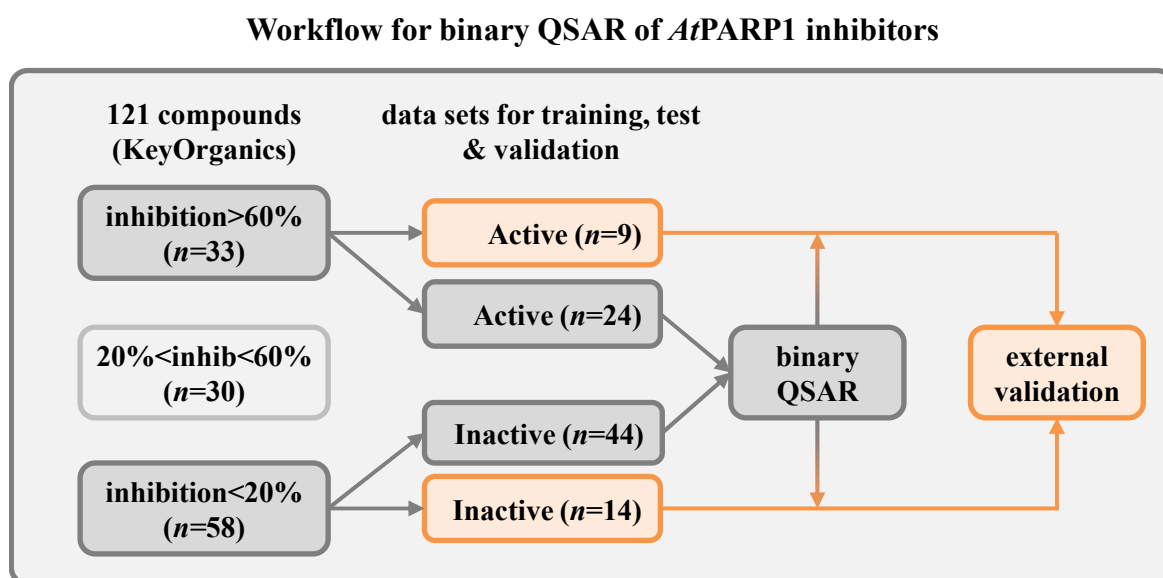 Workflow for binary QSAR of AtPARP1 inhibitors
121 compounds
(KeyOrganics)
data sets for training, test
& validation
inhibition>60%
(n=33)
20%<inhib<60%
(n=30)
inhibition<20%
(n=58)
Active (n=9)
Active (n=24)
Inactive (n=44)
Inactive (n=14)
binary
QSAR
external
validation